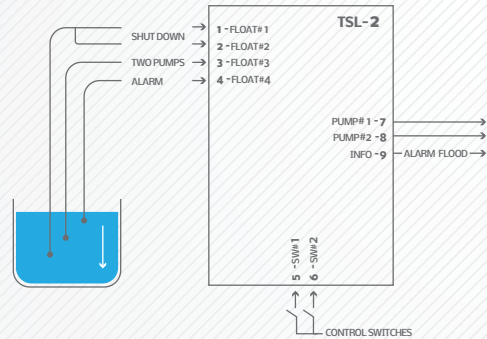 TSL-2
SHUT DOWN
1 - FLOAT# 1
2 - FLOAT#2
TWO PUMPS
3 - FLOAT#3
ALARM
4 - FLOAT#4
PUMP# 1 - 7
PUMP#2 - 8
INFO - 9
ALARM FLOOD
5 - SW#1
6 - SW#2
CONTROL SWITCHES